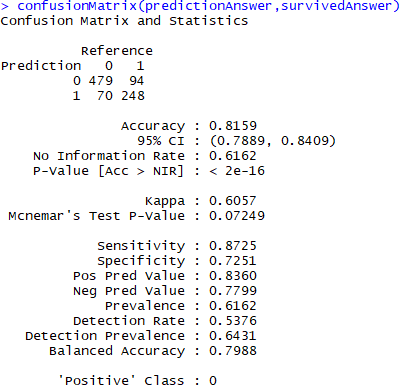 > confusionMatrix(predictionAnswer,survivedAnswer)
Confusion Matrix and Statistics
Reference
Prediction 0 1
0 479 94
1 70 248
Accuracy : 0.8159
95% CI : (0.7889, 0.8409)
No Information Rate : 0.6162
P-Value [Acc > NIR] : < 2e-16
Kappa : 0.6057
Mcnemar's Test P-Value : 0.07249
Sensitivity : 0.8725
Specificity : 0.7251
Pos Pred Value : 0.8360
Neg Pred Value : 0.7799
Prevalence : 0.6162
Detection Rate : 0.5376
Detection Prevalence : 0.6431
Balanced Accuracy : 0.7988
'Positive' Class : 0